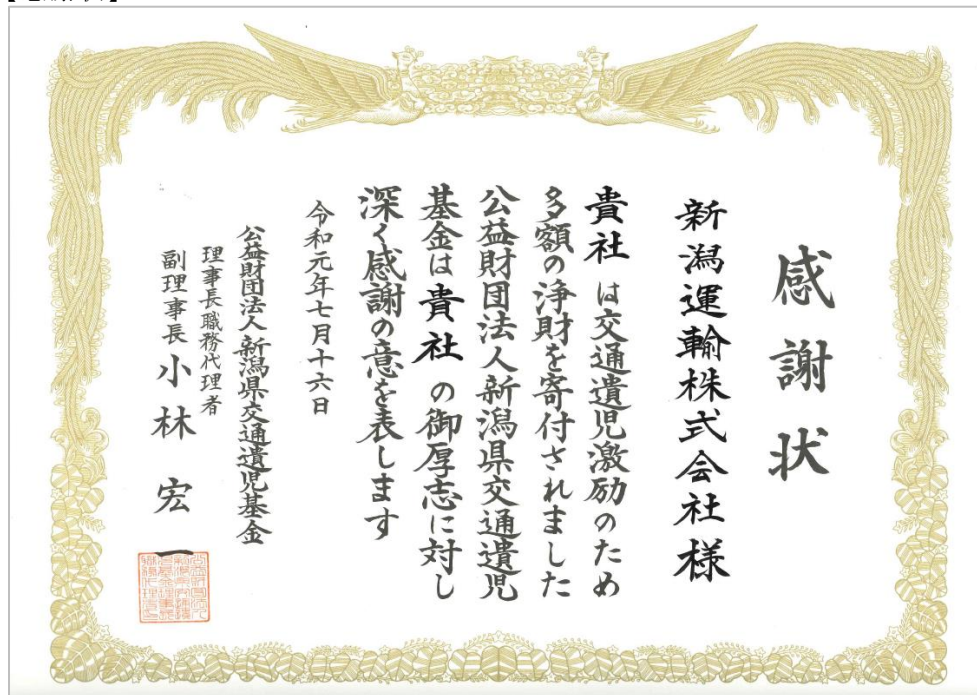 感謝状
新潟運輸株式会社様
貴社は交通遺児激励のため
多額の浄財を寄付されました
公益財団法人新潟県交通遺児
基金は貴社の御厚志に対し
深く感謝の意を表します
令和元年七月十六日
公益財団法人新潟県交通遺児基金
理事長職務代理者
副理事長 小林宏一